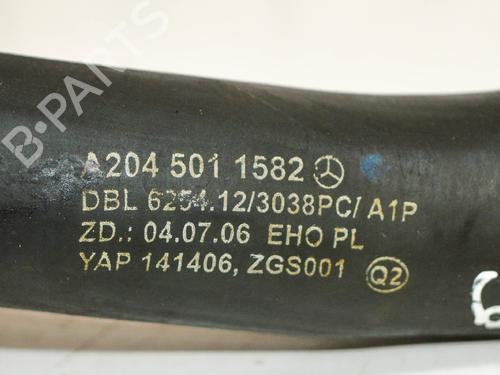 B-PARTS
A204 501 1582
DBL 6254.12/3038PC/ A1P
ZD.: 04.07.06 EHO PL
YAP 141406, ZGS001 Q2